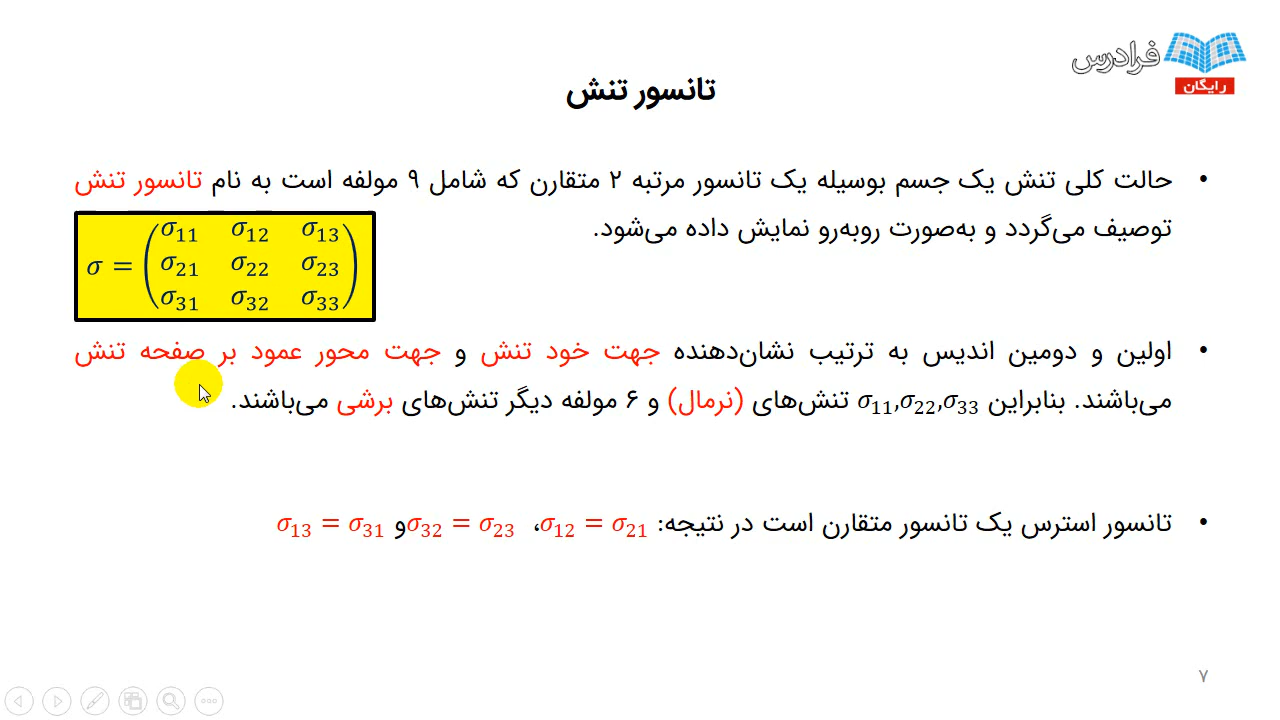 فرادرس
رایگان
تانسور تنش
• حالت کلی تنش یک جسم بوسیله یک تانسور مرتبه ۲ متقارن که شامل ۹ مولفه است به نام تانسور تنش
توصیف می‌گردد و به‌صورت روبه‌رو نمایش داده می‌شود.
σ = (σ11 σ12 σ13
σ21 σ22 σ23
σ31 σ32 σ33)
• اولین و دومین اندیس به ترتیب نشان‌دهنده جهت خود تنش و جهت محور عمود بر صفحه تنش
می‌باشند. بنابراین σ11,σ22,σ33 تنش‌های (نرمال) و ۶ مولفه دیگر تنش‌های برشی می‌باشند.
• تانسور استرس یک تانسور متقارن است در نتیجه: σ12 = σ21، σ32 = σ23 و σ13 = σ31
۷